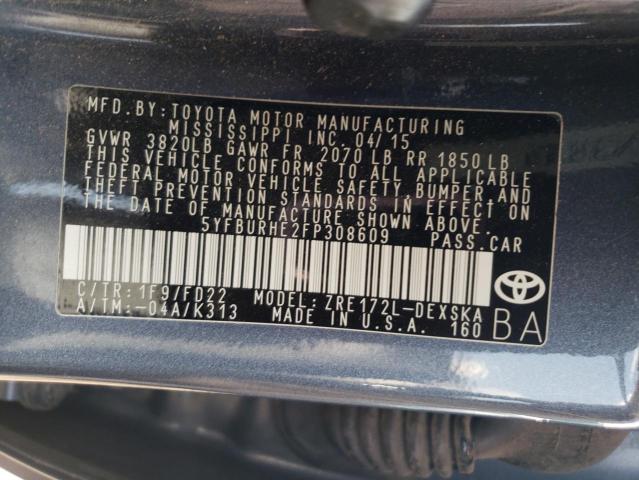 MFD. BY: TOYOTA MOTOR MANUFACTURING
MISSISSIPPI INC. 04/15
GVWR 3820LB GAWR FR 2070 LB RR 1850 LB
THIS VEHICLE CONFORMS TO ALL APPLICABLE
FEDERAL MOTOR VEHICLE SAFETY, BUMPER, AND
THEFT PREVENTION STANDARDS IN EFFECT ON
THE DATE OF MANUFACTURE SHOWN ABOVE.
5YFBURHE2FP308609 PASS.CAR
C/TR: 1F9/FD22 MODEL: ZRE172L-DEXSKA
A/TM: -04A/K313 MADE IN U.S.A. 160 BA